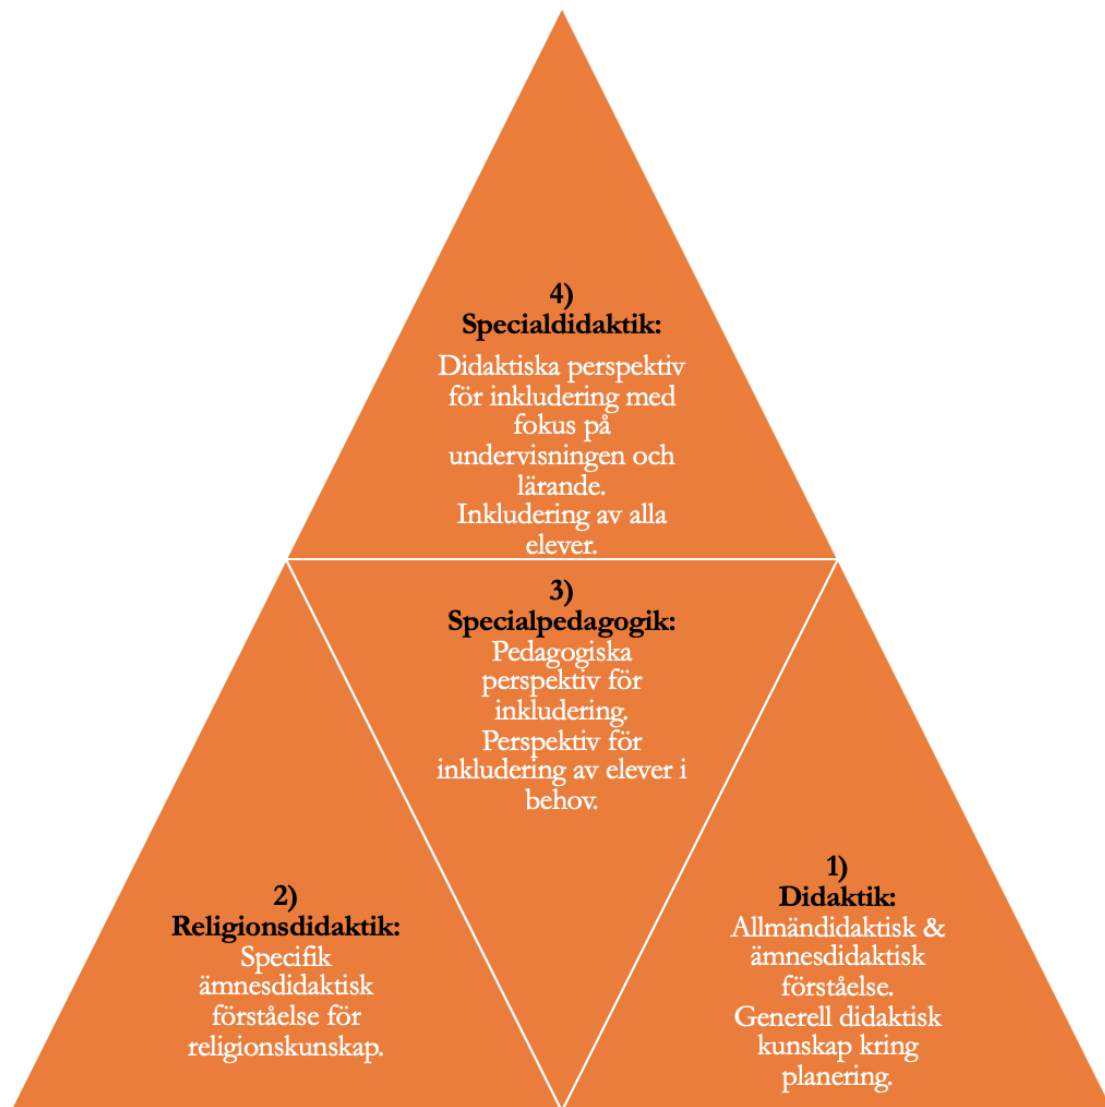 4)
Specialdidaktik:
Didaktiska perspektiv
för inkludering med
fokus på
undervisningen och
lärande.
Inkludering av alla
elever.
3)
Specialpedagogik:
Pedagogiska
perspektiv för
inkludering.
Perspektiv för
inkludering av elever i
behov.
2)
Religionsdidaktik:
Specifik
ämnesdidaktisk
förståelse för
religionskunskap.
1)
Didaktik:
Allmändidaktisk &
ämnesdidaktisk
förståelse.
Generell didaktisk
kunskap kring
planering.